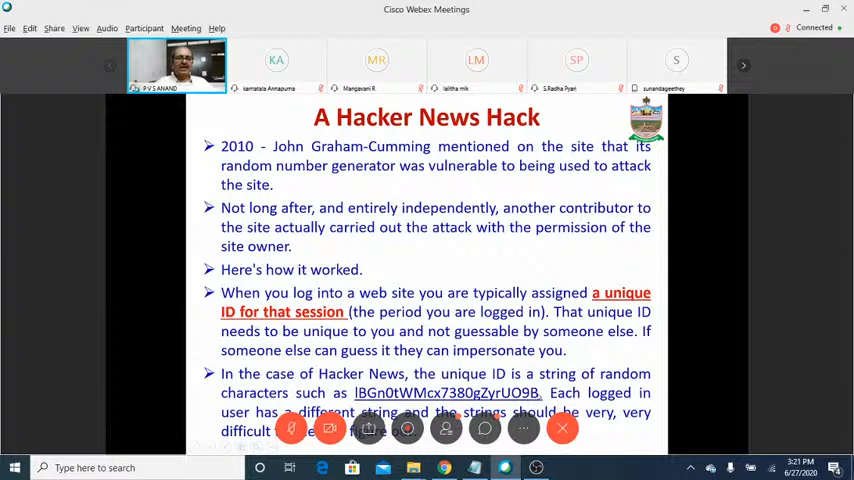 Cisco Webex Meetings
File Edit Share View Audio Participant Meeting Help
Connected
KA
MR
LM
SP
S
P V S ANAND
kamatala Annapurna
Mangavani R
lalitha mlk
S.Radha Pyari
sunandageethey
A Hacker News Hack
2010 - John Graham-Cumming mentioned on the site that its
random number generator was vulnerable to being used to attack
the site.
Not long after, and entirely independently, another contributor to
the site actually carried out the attack with the permission of the
site owner.
Here's how it worked.
When you log into a web site you are typically assigned a unique
ID for that session (the period you are logged in). That unique ID
needs to be unique to you and not guessable by someone else. If
someone else can guess it they can impersonate you.
In the case of Hacker News, the unique ID is a string of random
characters such as lBGn0tWMcx7380gZyrUO9B. Each logged in
user has a different string and the strings should be very, very
difficult
Type here to search
3:21 PM
6/27/2020
4